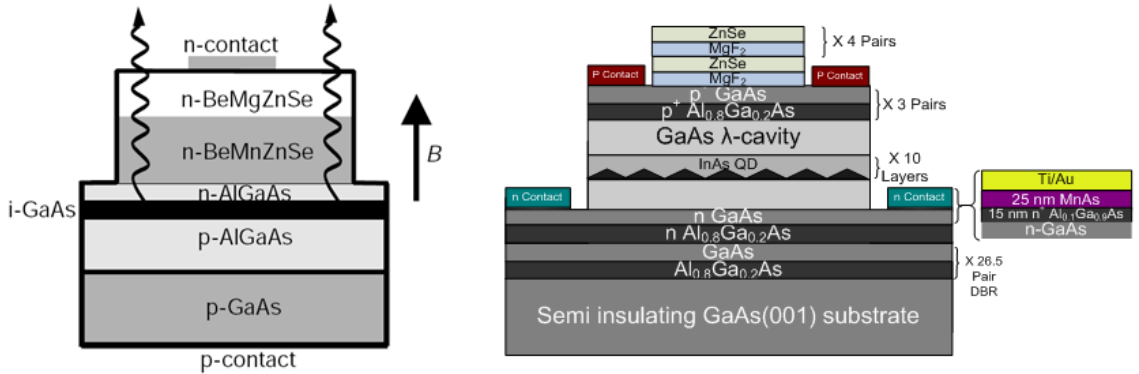 n-contact
n-BeMgZnSe
n-BeMnZnSe
B
n-AlGaAs
i-GaAs
p-AlGaAs
p-GaAs
p-contact
ZnSe
MgF₂
ZnSe
MgF₂
X 4 Pairs
P Contact
P Contact
p⁺ GaAs
p⁺ Al₀.₈Ga₀.₂As
X 3 Pairs
GaAs λ-cavity
InAs QD
X 10
Layers
n Contact
n Contact
n GaAs
n Al₀.₈Ga₀.₂As
GaAs
Al₀.₈Ga₀.₂As
X 26.5
Pair
DBR
Semi insulating GaAs(001) substrate
Ti/Au
25 nm MnAs
15 nm n⁺ Al₀.₁Ga₀.₉As
n-GaAs